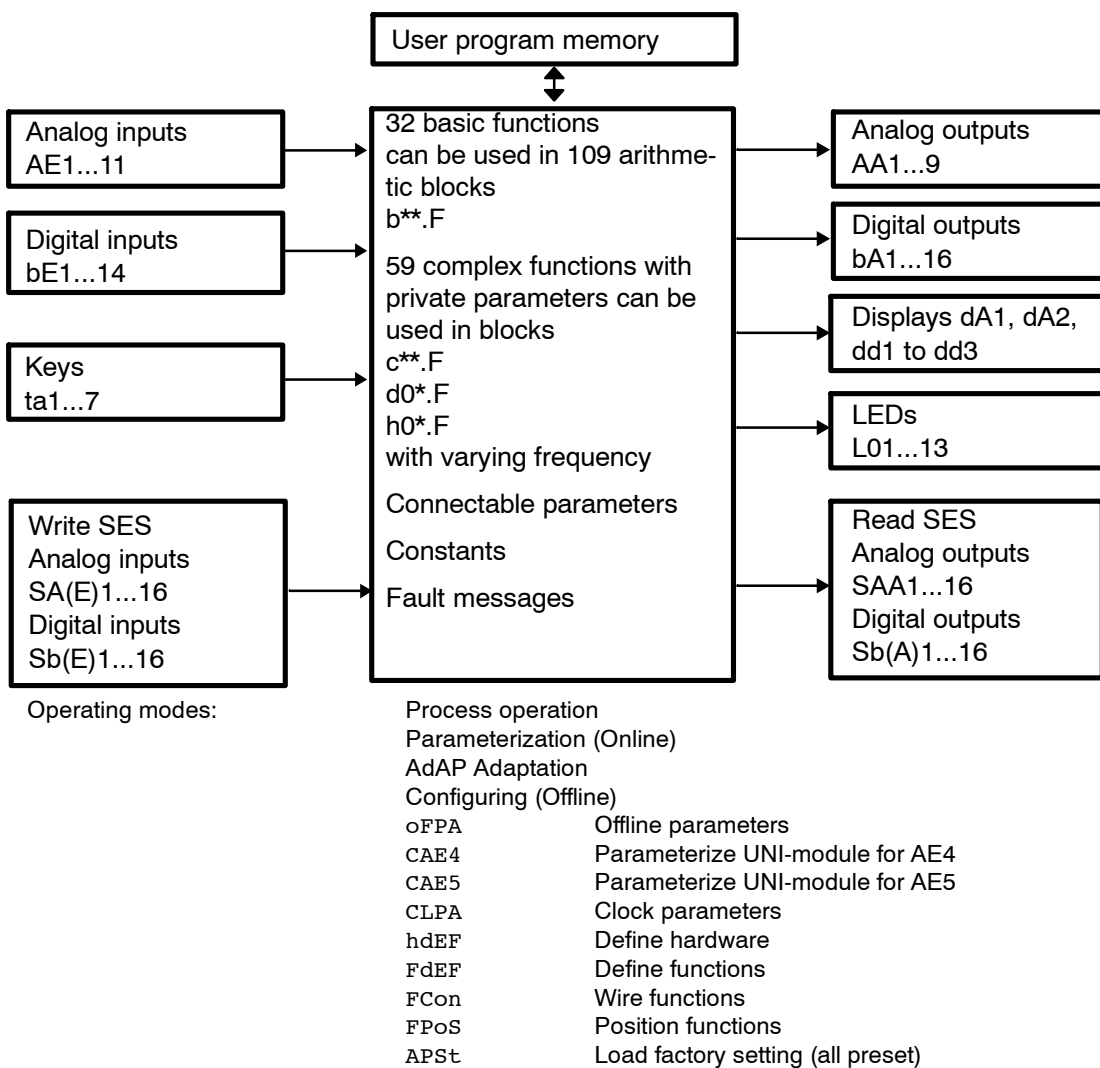 User program memory
Analog inputs
AE1...11
Digital inputs
bE1...14
Keys
ta1...7
Write SES
Analog inputs
SA(E)1...16
Digital inputs
Sb(E)1...16
32 basic functions
can be used in 109 arithme-
tic blocks
b**.F
59 complex functions with
private parameters can be
used in blocks
c**.F
d0*.F
h0*.F
with varying frequency
Connectable parameters
Constants
Fault messages
Analog outputs
AA1...9
Digital outputs
bA1...16
Displays dA1, dA2,
dd1 to dd3
LEDs
L01...13
Read SES
Analog outputs
SAA1...16
Digital outputs
Sb(A)1...16
Operating modes: Process operation
Parameterization (Online)
AdAP Adaptation
Configuring (Offline)
oFPA Offline parameters
CAE4 Parameterize UNI-module for AE4
CAE5 Parameterize UNI-module for AE5
CLPA Clock parameters
hdEF Define hardware
FdEF Define functions
FCon Wire functions
FPoS Position functions
APSt Load factory setting (all preset)